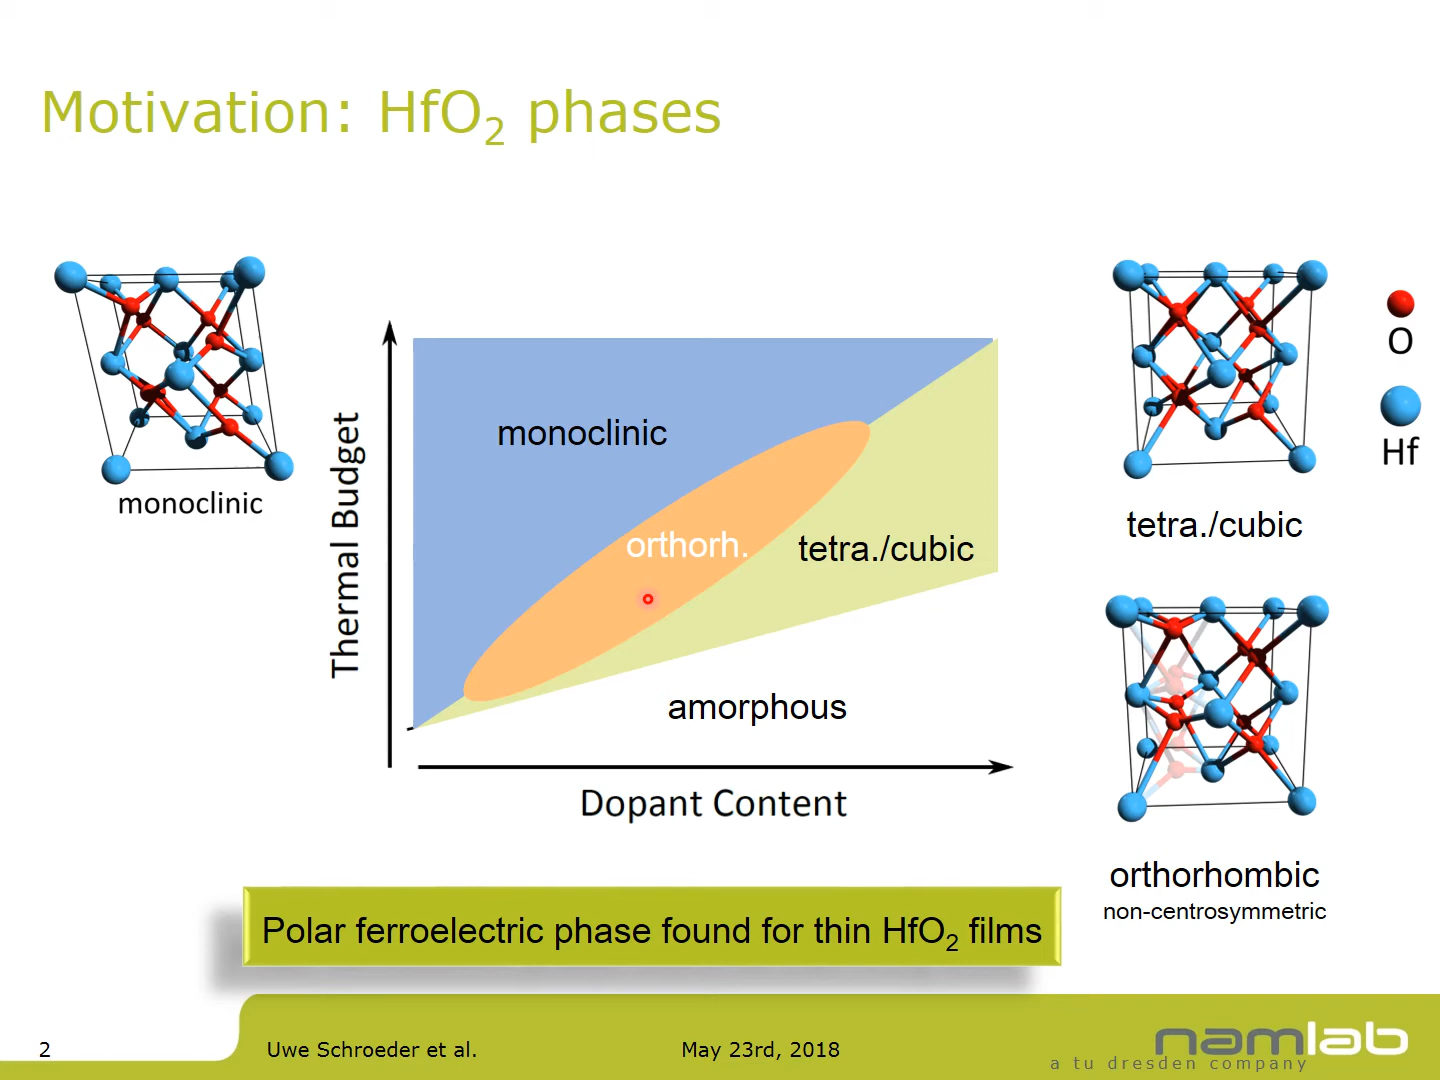 Motivation: HfO₂ phases
monoclinic
Thermal Budget
monoclinic
orthorh.
tetra./cubic
amorphous
Dopant Content
O
Hf
tetra./cubic
orthorhombic
non-centrosymmetric
Polar ferroelectric phase found for thin HfO₂ films
2
Uwe Schroeder et al.
May 23rd, 2018
namlab
a tu dresden company